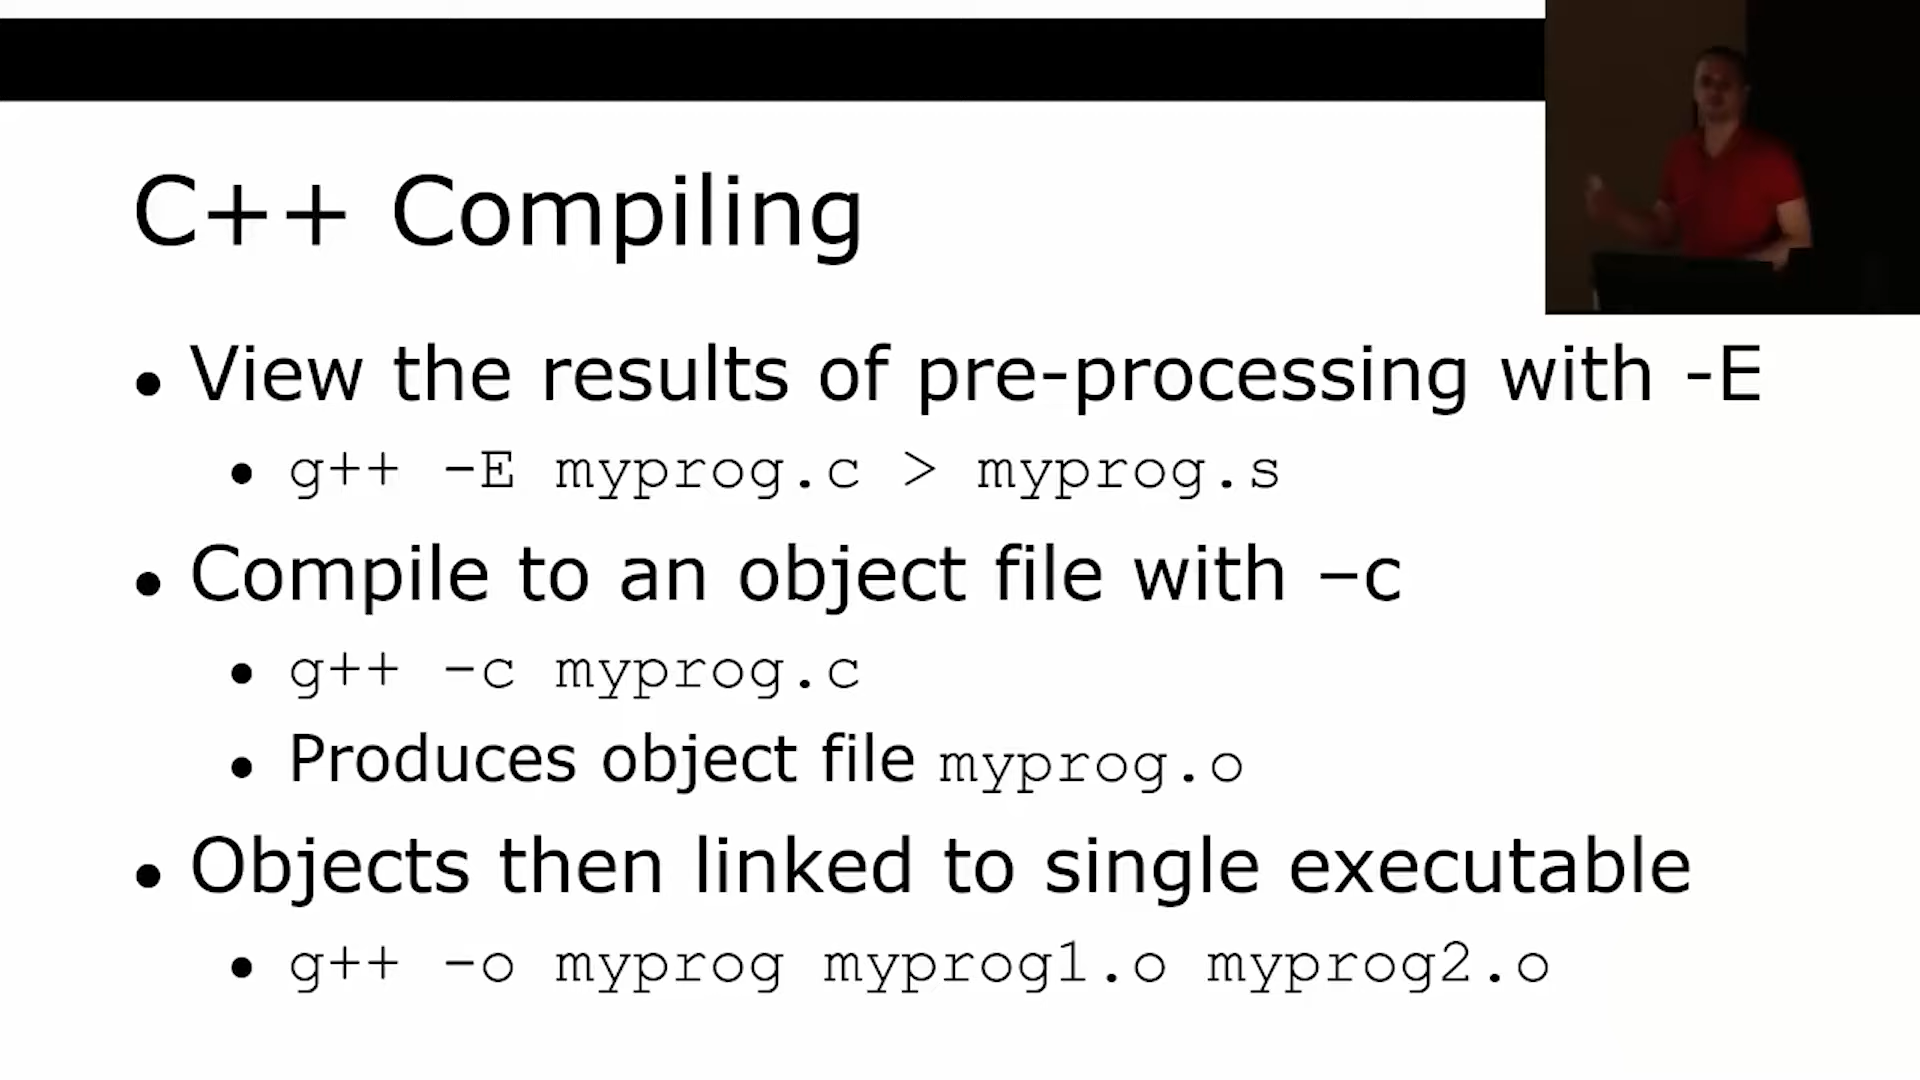 C++ Compiling
• View the results of pre-processing with -E
• g++ –E myprog.c > myprog.s
• Compile to an object file with –c
• g++ –c myprog.c
• Produces object file myprog.o
• Objects then linked to single executable
• g++ –o myprog myprog1.o myprog2.o